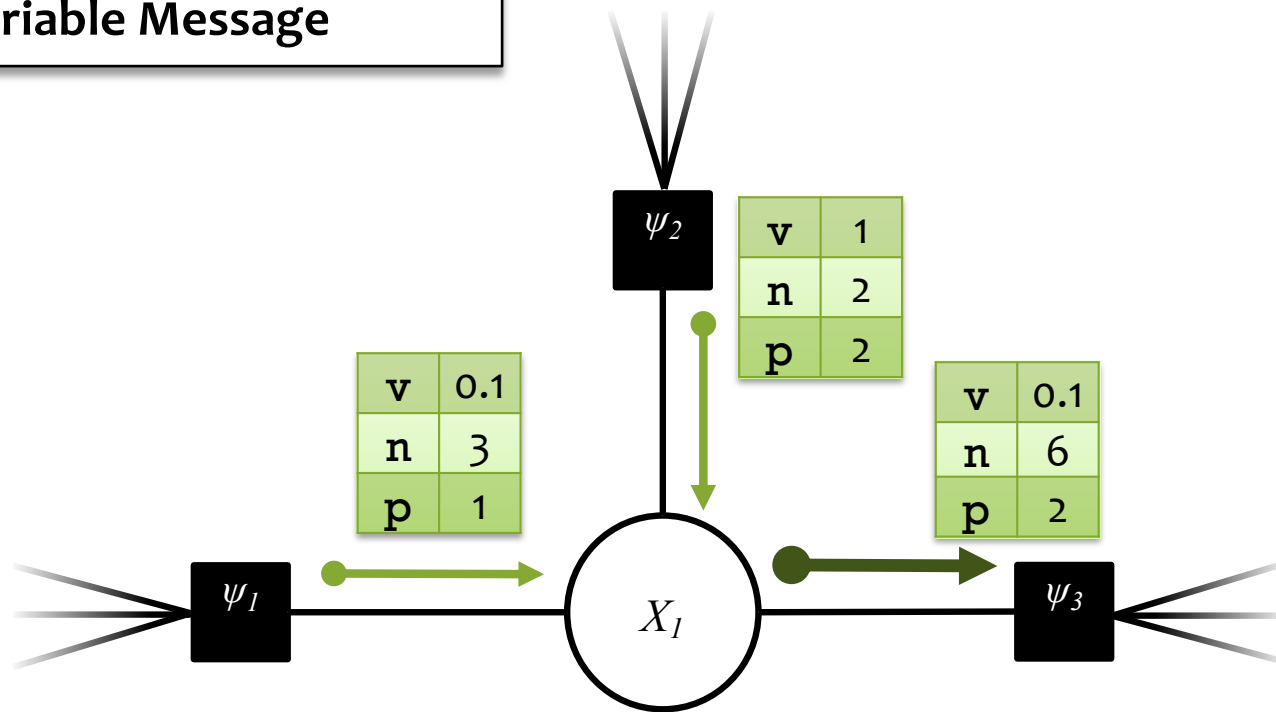 riable Message
ψ2
v 1
n 2
p 2
v 0.1
n 3
p 1
v 0.1
n 6
p 2
ψ1
X1
ψ3